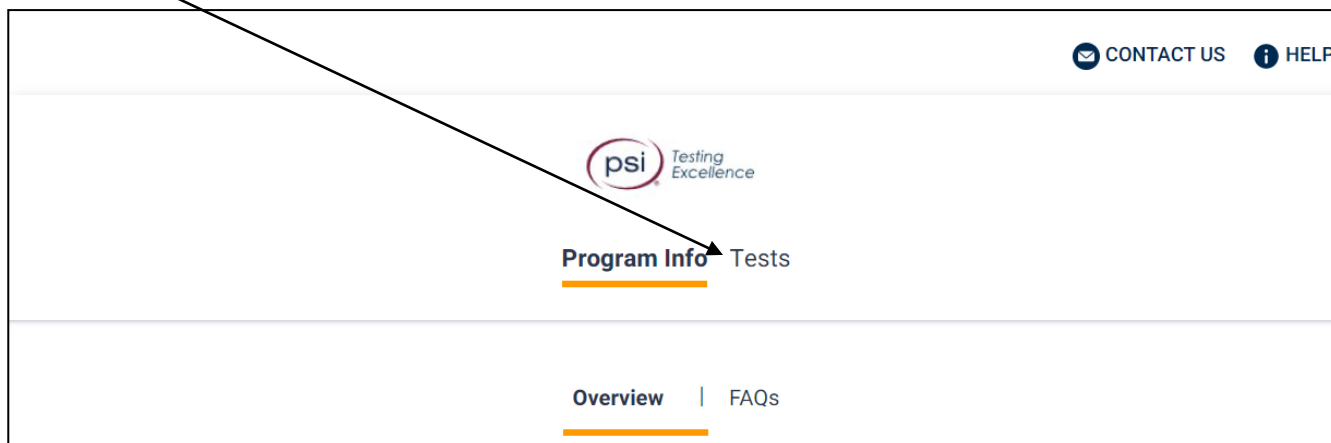 CONTACT US HELP
psi Testing
Excellence
Program Info Tests
Overview | FAQs